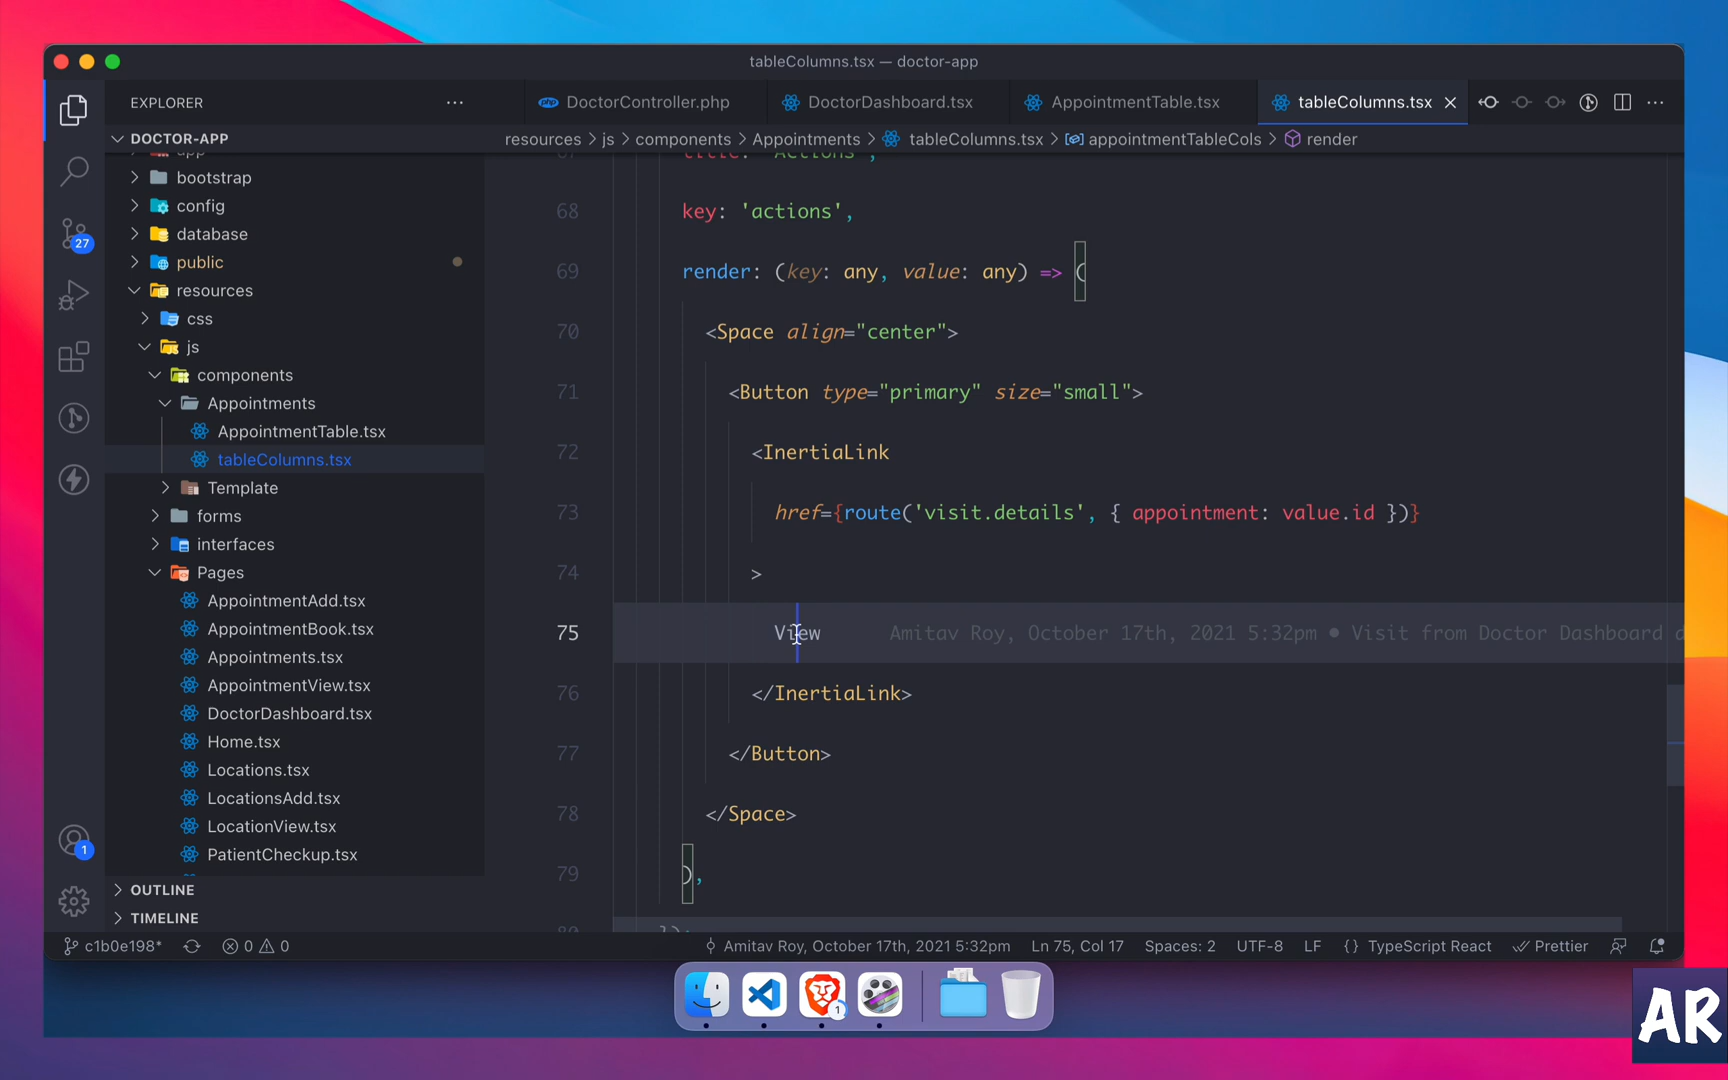 tableColumns.tsx — doctor-app
EXPLORER
DoctorController.php
DoctorDashboard.tsx
AppointmentTable.tsx
tableColumns.tsx
DOCTOR-APP
resources > js > components > Appointments > tableColumns.tsx > appointmentTableCols > render
app
bootstrap
config
database
public
resources
css
js
components
Appointments
AppointmentTable.tsx
tableColumns.tsx
Template
forms
interfaces
Pages
AppointmentAdd.tsx
AppointmentBook.tsx
Appointments.tsx
AppointmentView.tsx
DoctorDashboard.tsx
Home.tsx
Locations.tsx
LocationsAdd.tsx
LocationView.tsx
PatientCheckup.tsx
OUTLINE
TIMELINE
27
1
67 title: 'Actions',
68 key: 'actions',
69 render: (key: any, value: any) => (
70 <Space align="center">
71 <Button type="primary" size="small">
72 <InertiaLink
73 href={route('visit.details', { appointment: value.id })}
74 >
75 View Amitav Roy, October 17th, 2021 5:32pm • Visit from Doctor Dashboard d
76 </InertiaLink>
77 </Button>
78 </Space>
79 ),
80 });
c1b0e198* 0 0 Amitav Roy, October 17th, 2021 5:32pm Ln 75, Col 17 Spaces: 2 UTF-8 LF {} TypeScript React Prettier
1
AR